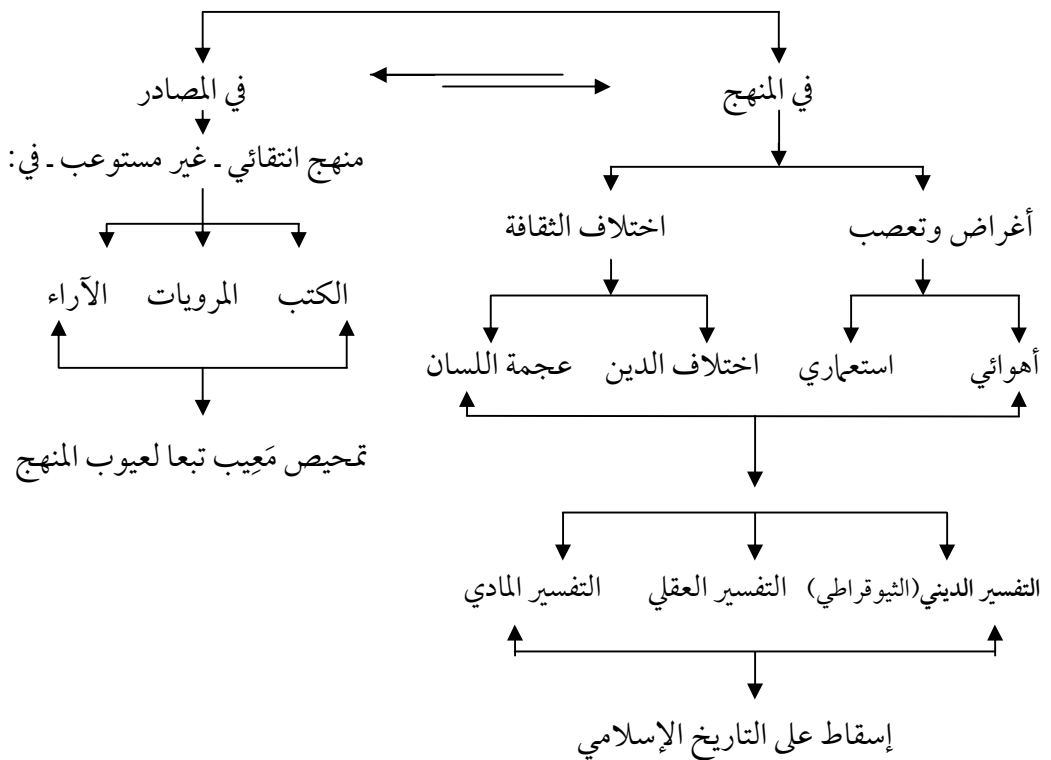 في المنهج
في المصادر
منهج انتقائي ـ غير مستوعب ـ في:
أغراض وتعصب
اختلاف الثقافة
الكتب
المرويات
الآراء
أهوائي
استعماري
اختلاف الدين
عجمة اللسان
تمحيص مَعِيب تبعا لعيوب المنهج
التفسير الديني(الثيوقراطي)
التفسير العقلي
التفسير المادي
إسقاط على التاريخ الإسلامي